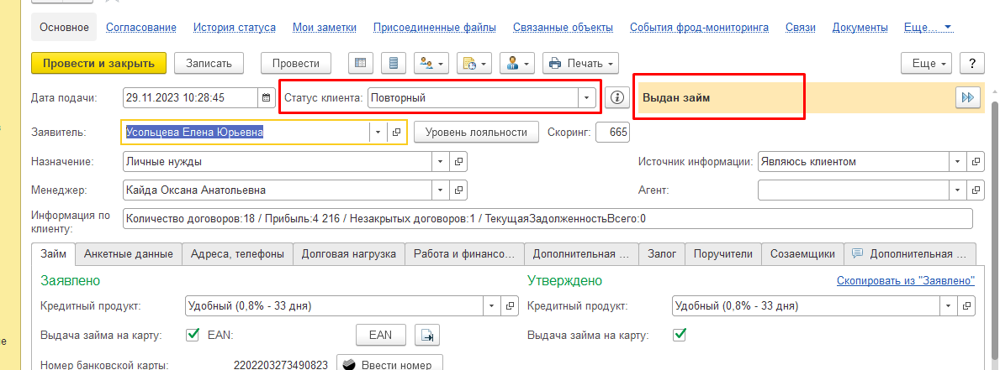 Основное Согласование История статуса Мои заметки Присоединенные файлы Связанные объекты События фрод-мониторинга Связи Документы Еще...
Провести и закрыть Записать Провести Печать Еще ?
Дата подачи: 29.11.2023 10:28:45 Статус клиента: Повторный Выдан займ
Заявитель: Усольцева Елена Юрьевна Уровень лояльности Скоринг: 665
Назначение: Личные нужды Источник информации: Являюсь клиентом
Менеджер: Кайда Оксана Анатольевна Агент:
Информация по клиенту: Количество договоров:18 / Прибыль:4 216 / Незакрытых договоров:1 / ТекущаяЗадолженностьВсего:0
Займ Анкетные данные Адреса, телефоны Долговая нагрузка Работа и финансо... Дополнительная ... Залог Поручители Созаемщики Дополнительная ...
Заявлено Утверждено Скопировать из "Заявлено"
Кредитный продукт: Удобный (0,8% - 33 дня) Кредитный продукт: Удобный (0,8% - 33 дня)
Выдача займа на карту: EAN: EAN Выдача займа на карту:
Номер банковской карты: 2202203273490823 Ввести номер